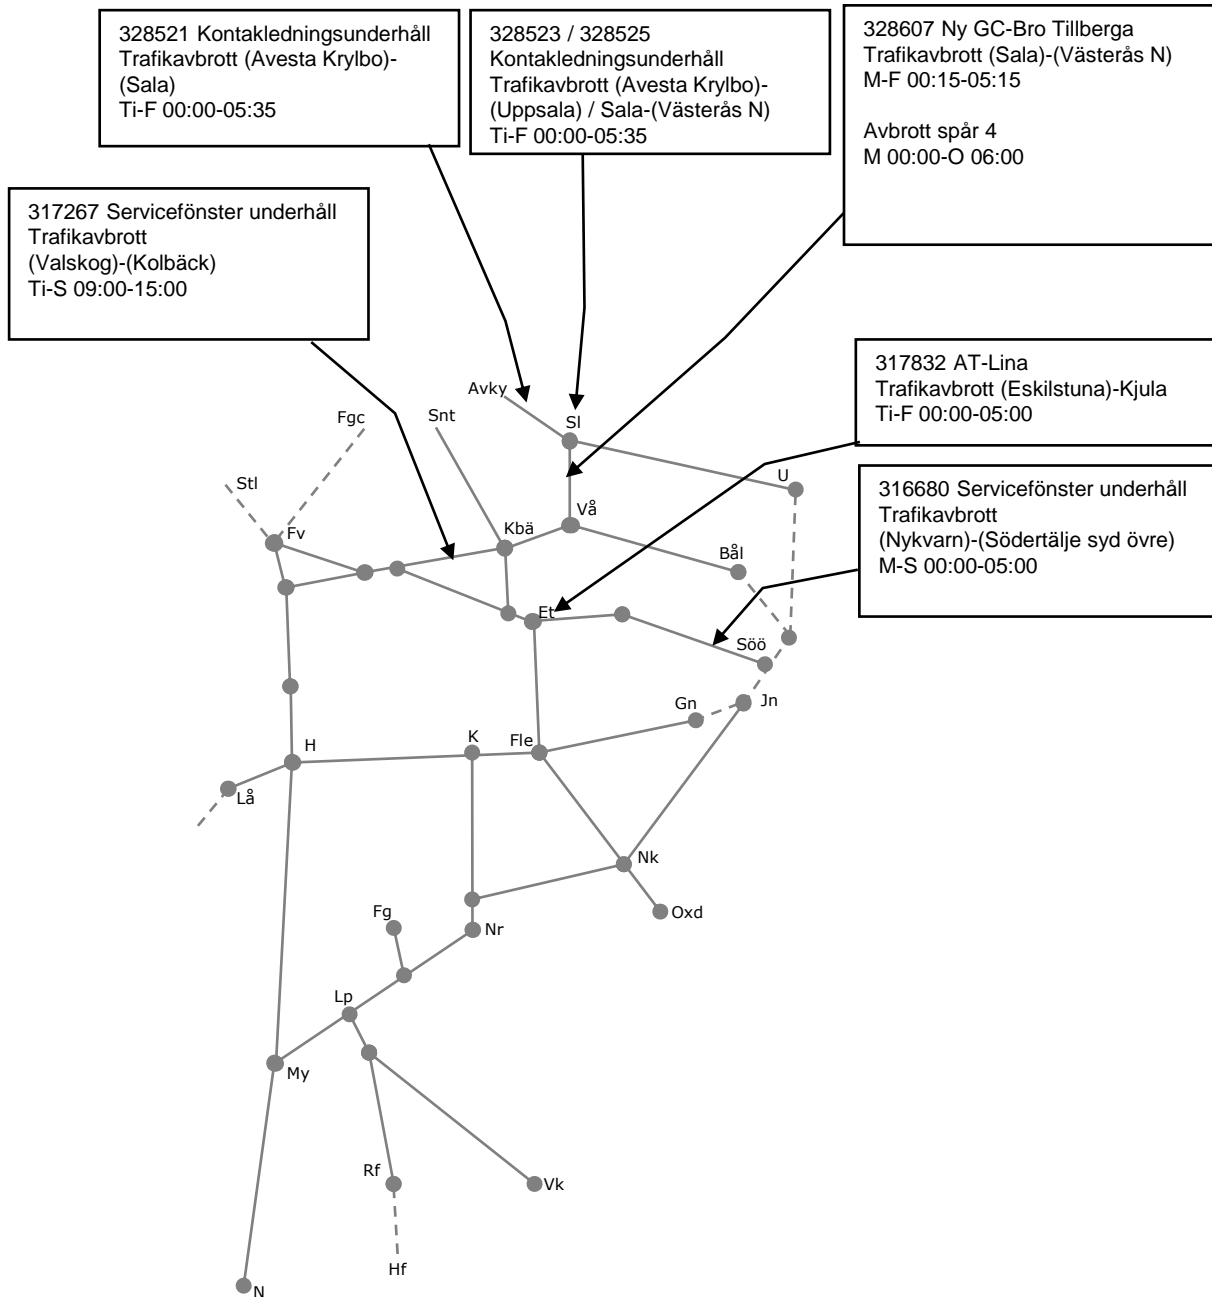 328521 Kontakledningsunderhåll
Trafikavbrott (Avesta Krylbo)-
(Sala)
Ti-F 00:00-05:35
328523 / 328525
Kontakledningsunderhåll
Trafikavbrott (Avesta Krylbo)-
(Uppsala) / Sala-(Västerås N)
Ti-F 00:00-05:35
328607 Ny GC-Bro Tillberga
Trafikavbrott (Sala)-(Västerås N)
M-F 00:15-05:15
Avbrott spår 4
M 00:00-O 06:00
317267 Servicefönster underhåll
Trafikavbrott
(Valskog)-(Kolbäck)
Ti-S 09:00-15:00
317832 AT-Lina
Trafikavbrott (Eskilstuna)-Kjula
Ti-F 00:00-05:00
316680 Servicefönster underhåll
Trafikavbrott
(Nykvarn)-(Södertälje syd övre)
M-S 00:00-05:00
Avky
Snt
Fgc
Sl
Stl
U
Fv
Kbä
Vå
Bål
Et
Söö
Jn
Gn
H
K
Fle
Lå
Nk
Oxd
Fg
Nr
Lp
My
Rf
Vk
Hf
N